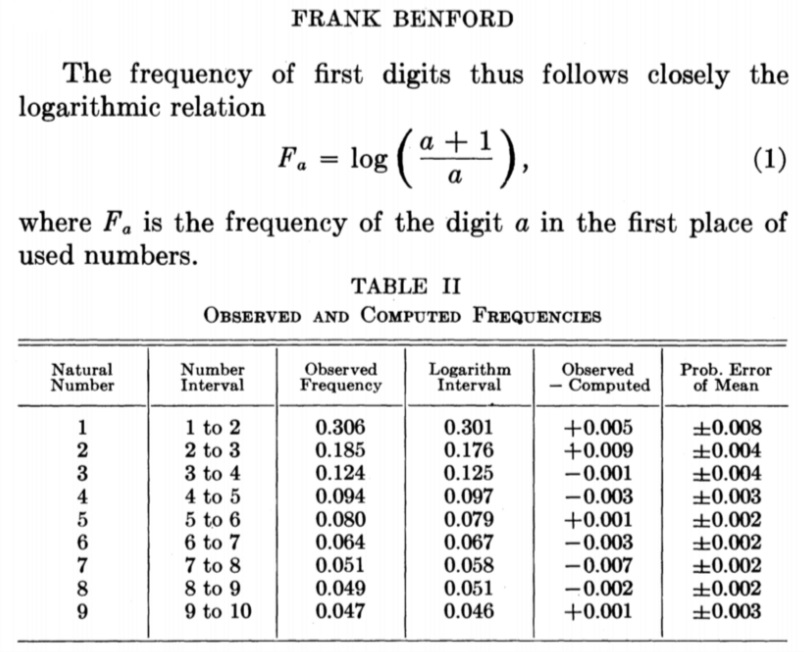 FRANK BENFORD
The frequency of first digits thus follows closely the
logarithmic relation
Fₐ = log ( (a + 1) / a ), (1)
where Fₐ is the frequency of the digit a in the first place of
used numbers.
TABLE II
OBSERVED AND COMPUTED FREQUENCIES
Natural Number | Number Interval | Observed Frequency | Logarithm Interval | Observed − Computed | Prob. Error of Mean
1 | 1 to 2 | 0.306 | 0.301 | +0.005 | ±0.008
2 | 2 to 3 | 0.185 | 0.176 | +0.009 | ±0.004
3 | 3 to 4 | 0.124 | 0.125 | −0.001 | ±0.004
4 | 4 to 5 | 0.094 | 0.097 | −0.003 | ±0.003
5 | 5 to 6 | 0.080 | 0.079 | +0.001 | ±0.002
6 | 6 to 7 | 0.064 | 0.067 | −0.003 | ±0.002
7 | 7 to 8 | 0.051 | 0.058 | −0.007 | ±0.002
8 | 8 to 9 | 0.049 | 0.051 | −0.002 | ±0.002
9 | 9 to 10 | 0.047 | 0.046 | +0.001 | ±0.003